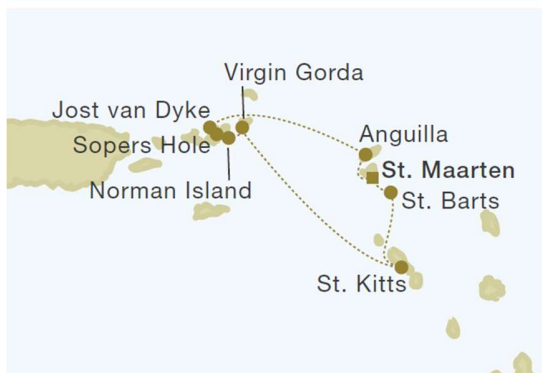 Virgin Gorda
Jost van Dyke
Anguilla
Sopers Hole
St. Maarten
Norman Island
St. Barts
St. Kitts